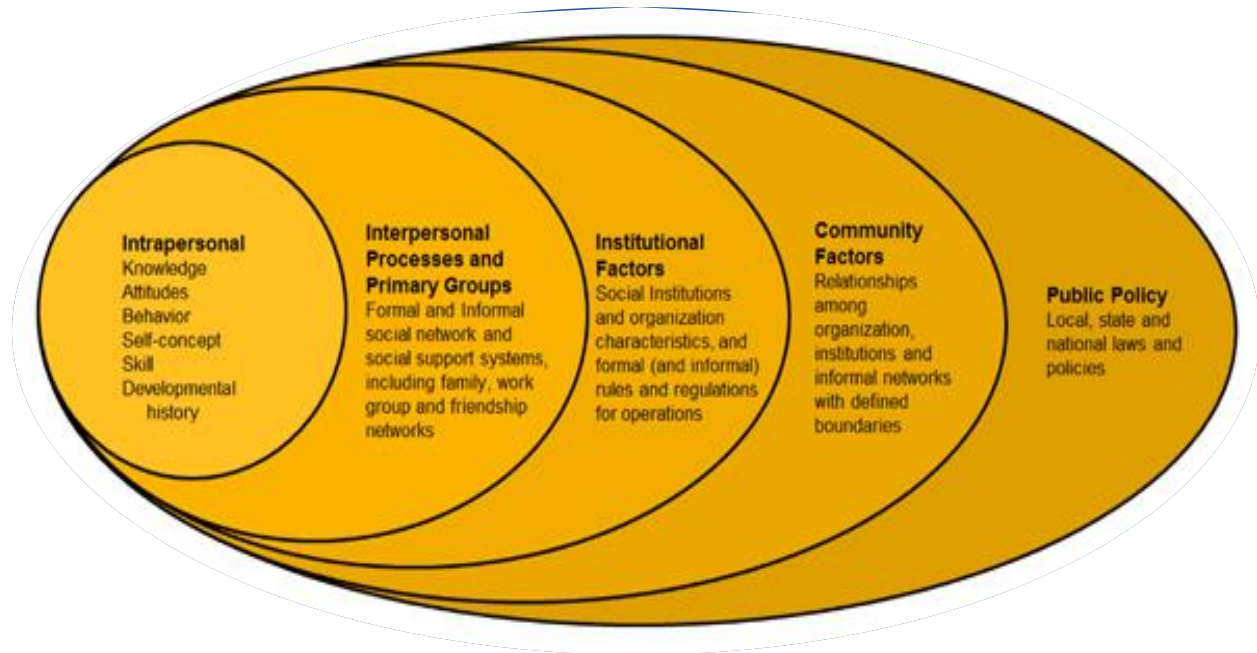 Intrapersonal
Knowledge
Attitudes
Behavior
Self-concept
Skill
Developmental
history
Interpersonal
Processes and
Primary Groups
Formal and Informal
social network and
social support systems,
including family, work
group and friendship
networks
Institutional
Factors
Social Institutions
and organization
characteristics, and
formal (and informal)
rules and regulations
for operations
Community
Factors
Relationships
among
organization,
institutions and
informal networks
with defined
boundaries
Public Policy
Local, state and
national laws and
policies